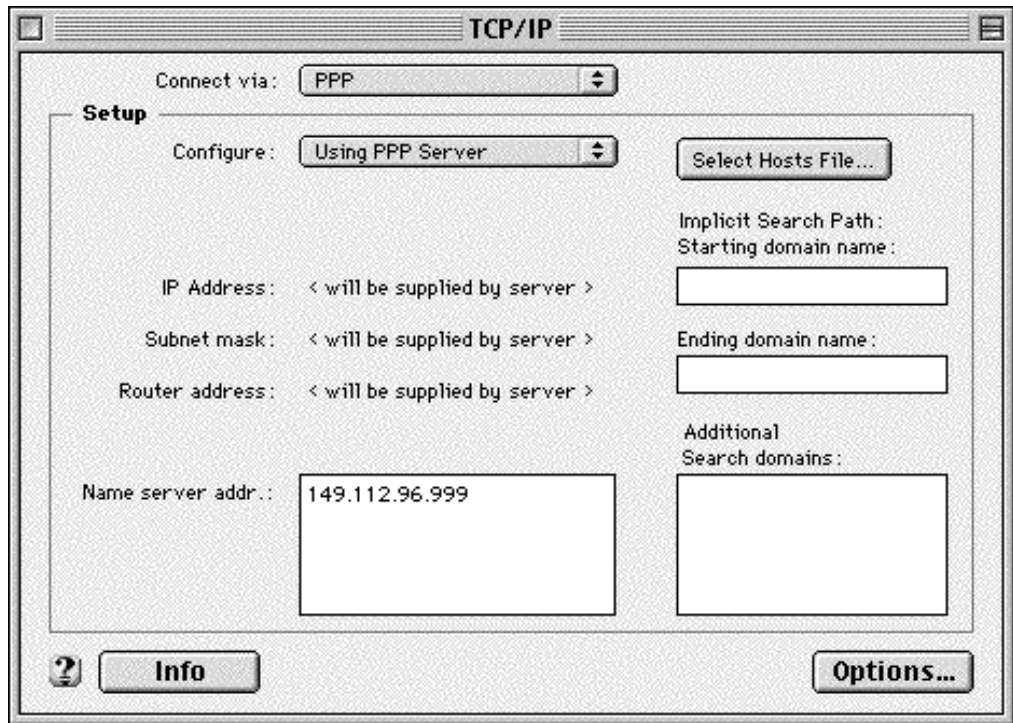 TCP/IP
Connect via: PPP
Setup
Configure: Using PPP Server
Select Hosts File...
Implicit Search Path:
Starting domain name:
IP Address: < will be supplied by server >
Subnet mask: < will be supplied by server >
Ending domain name:
Router address: < will be supplied by server >
Additional
Search domains:
Name server addr.: 149.112.96.999
?
Info
Options...